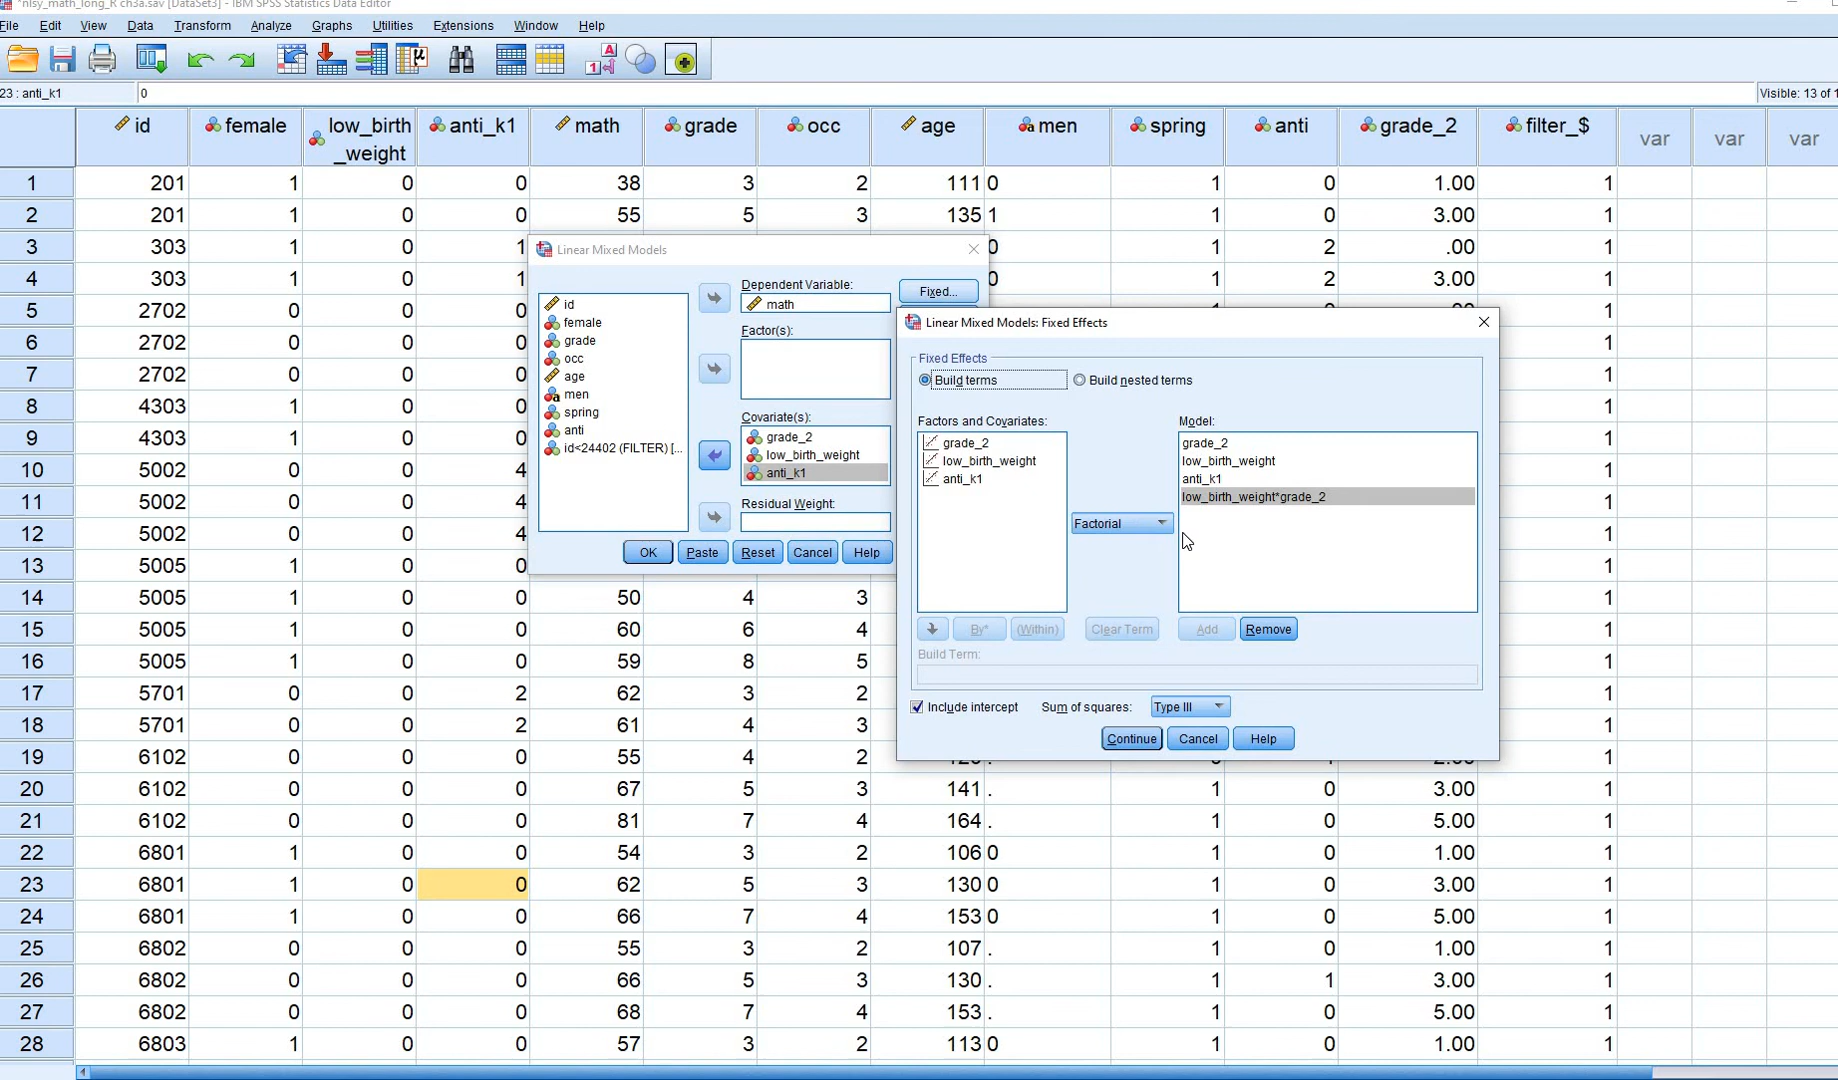 *nlsy_math_long_R ch3a.sav [DataSet3] - IBM SPSS Statistics Data Editor
File Edit View Data Transform Analyze Graphs Utilities Extensions Window Help
23 : anti_k1 0 Visible: 13 of 1
id female low_birth_weight anti_k1 math grade occ age men spring anti grade_2 filter_$ var var var
1 201 1 0 0 38 3 2 111 0 1 0 1.00 1
2 201 1 0 0 55 5 3 135 1 1 0 3.00 1
3 303 1 0 1 0 1 2 .00 1
4 303 1 0 1 0 1 2 3.00 1
5 2702 0 0 0 1
6 2702 0 0 0 1
7 2702 0 0 0 1
8 4303 1 0 0 1
9 4303 1 0 0 1
10 5002 0 0 4 1
11 5002 0 0 4 1
12 5002 0 0 4 1
13 5005 1 0 0 1
14 5005 1 0 0 50 4 3 1
15 5005 1 0 0 60 6 4 1
16 5005 1 0 0 59 8 5 1
17 5701 0 0 2 62 3 2 1
18 5701 0 0 2 61 4 3 1
19 6102 0 0 0 55 4 2 1
20 6102 0 0 0 67 5 3 141 . 1 0 3.00 1
21 6102 0 0 0 81 7 4 164 . 1 0 5.00 1
22 6801 1 0 0 54 3 2 106 0 1 0 1.00 1
23 6801 1 0 0 62 5 3 130 0 1 0 3.00 1
24 6801 1 0 0 66 7 4 153 0 1 0 5.00 1
25 6802 0 0 0 55 3 2 107 . 1 0 1.00 1
26 6802 0 0 0 66 5 3 130 . 1 1 3.00 1
27 6802 0 0 0 68 7 4 153 . 1 0 5.00 1
28 6803 1 0 0 57 3 2 113 0 1 0 1.00 1
Linear Mixed Models
id
female
grade
occ
age
men
spring
anti
id<24402 (FILTER) [...
Dependent Variable:
math
Factor(s):
Covariate(s):
grade_2
low_birth_weight
anti_k1
Residual Weight:
Fixed...
OK Paste Reset Cancel Help
Linear Mixed Models: Fixed Effects
Fixed Effects
Build terms Build nested terms
Factors and Covariates:
grade_2
low_birth_weight
anti_k1
Factorial
Model:
grade_2
low_birth_weight
anti_k1
low_birth_weight*grade_2
By* (Within) Clear Term Add Remove
Build Term:
Include intercept Sum of squares: Type III
Continue Cancel Help